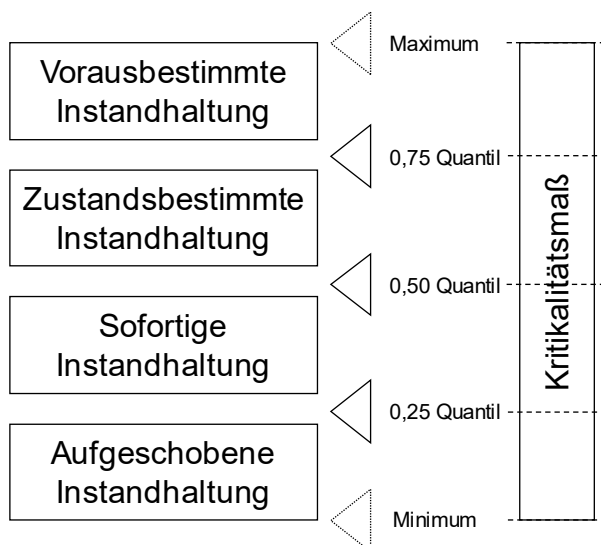 Vorausbestimmte
Instandhaltung
Zustandsbestimmte
Instandhaltung
Sofortige
Instandhaltung
Aufgeschobene
Instandhaltung
Maximum
0,75 Quantil
0,50 Quantil
0,25 Quantil
Minimum
Kritikalitätsmaß